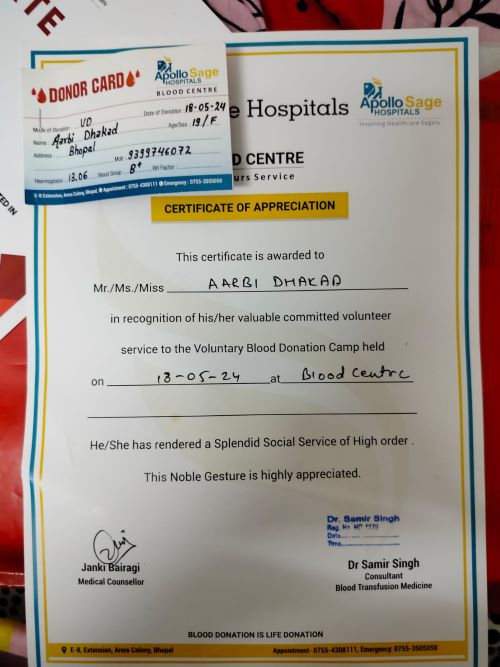 TE
Apollo Sage
HOSPITALS
BLOOD CENTRE
DONOR CARD
Date of Donation 18-05-24
Mode of Donation VD
Age/Sex 19/F
Name Aarbi Dhakad
Address Bhopal
Mob 9399746072
Haemoglobin 13.06 Blood Group B+ RH Factor
E-8 Extension, Arera Colony, Bhopal, Appointment : 0755-4308111 Emergency : 0755-3505050
e Hospitals
Apollo Sage
HOSPITALS
Inspiring Healthcare Sagely
D CENTRE
urs Service
CERTIFICATE OF APPRECIATION
This certificate is awarded to
Mr./Ms./Miss AARBI DHAKAD
in recognition of his/her valuable committed volunteer
service to the Voluntary Blood Donation Camp held
on 18-05-24 at Blood Centre
He/She has rendered a Splendid Social Service of High order .
This Noble Gesture is highly appreciated.
Dr. Samir Singh
Reg. No MP
Date
Time
Janki Bairagi
Medical Counsellor
Dr Samir Singh
Consultant
Blood Transfusion Medicine
BLOOD DONATION IS LIFE DONATION
E-8, Extension, Arera Colony, Bhopal
Appointment- 0755-4308111, Emergency: 0755-3505050
TED IN